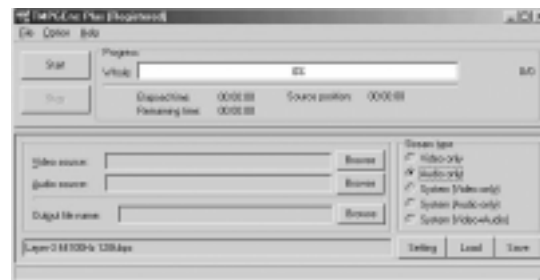 TMPGEnc Plus [Registered]
File Option Help
Progress
Start
Whole: 0% 0/0
Stop
Elapsed time: 00:00:00 Source position: 00:00:00
Remaining time: 00:00:00
Stream type
Video only
Video source: Browse
Audio only
Audio source: Browse
System (Video only)
System (Audio only)
Output file name: Browse
System (Video+Audio)
Layer-2 44100Hz 128kbps
Setting Load Save